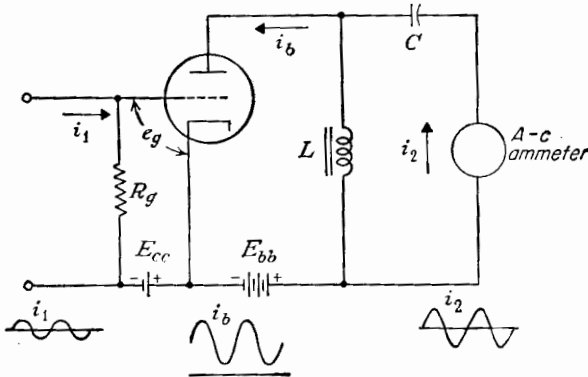 i_b
C
i_1
e_g
L
i_2
A-c
ammeter
R_g
E_cc
E_bb
- +
- +
i_1
i_b
i_2